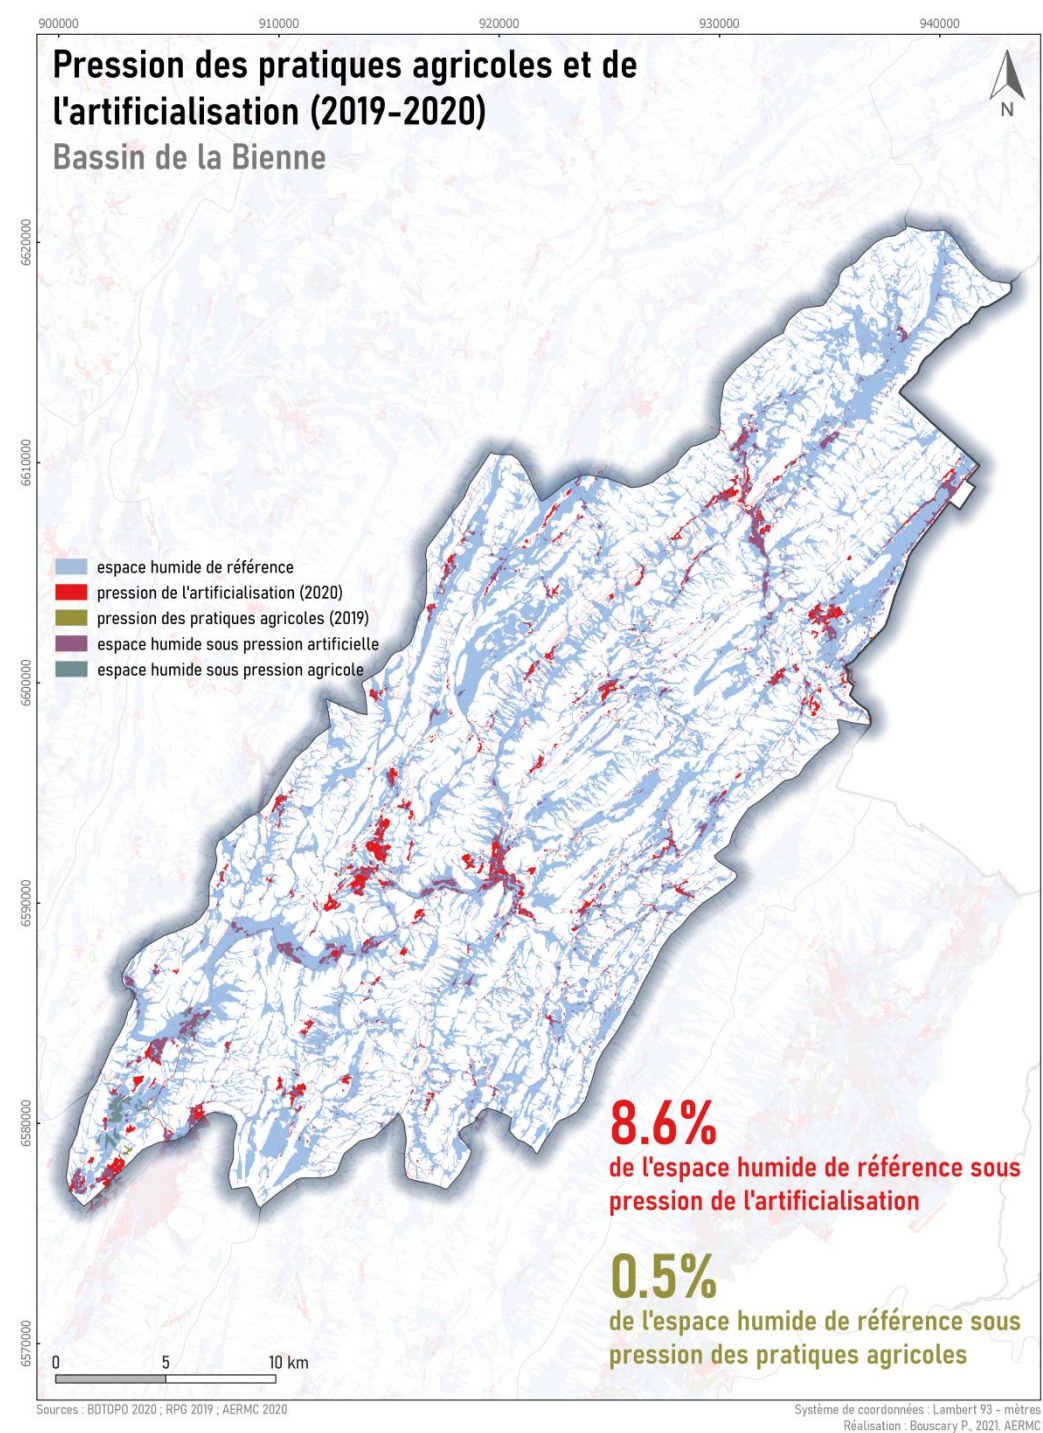 900000 910000 920000 930000 940000
Pression des pratiques agricoles et de
l'artificialisation (2019-2020)
Bassin de la Bienne
N
6620000
6610000
espace humide de référence
pression de l'artificialisation (2020)
pression des pratiques agricoles (2019)
espace humide sous pression artificielle
espace humide sous pression agricole
6600000
6590000
6580000
8.6%
de l'espace humide de référence sous
pression de l'artificialisation
0.5%
de l'espace humide de référence sous
pression des pratiques agricoles
6570000
0 5 10 km
Sources : BDTOPO 2020 ; RPG 2019 ; AERMC 2020
Système de coordonnées : Lambert 93 - mètres
Réalisation : Bouscary P., 2021. AERMC